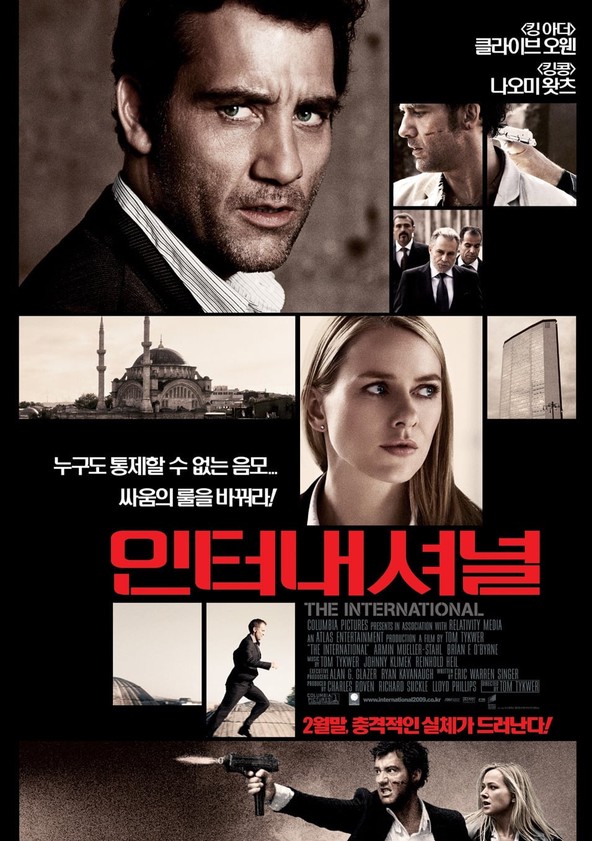 <킹 아더>
클라이브 오웬
<킹콩>
나오미 왓츠
누구도 통제할 수 없는 음모...
싸움의 룰을 바꿔라!
인터내셔널
THE INTERNATIONAL
COLUMBIA PICTURES PRESENTS IN ASSOCIATION WITH RELATIVITY MEDIA
AN ATLAS ENTERTAINMENT PRODUCTION A FILM BY TOM TYKWER
"THE INTERNATIONAL" ARMIN MUELLER-STAHL BRIAN F O'BYRNE
MUSIC BY TOM TYKWER JOHNNY KLIMEK REINHOLD HEIL
EXECUTIVE PRODUCERS ALAN G. GLAZER RYAN KAVANAUGH WRITTEN BY ERIC WARREN SINGER
PRODUCED BY CHARLES ROVEN RICHARD SUCKLE LLOYD PHILLIPS DIRECTED BY TOM TYKWER
COLUMBIA PICTURES www.international2009.co.kr
2월말, 충격적인 실체가 드러난다!